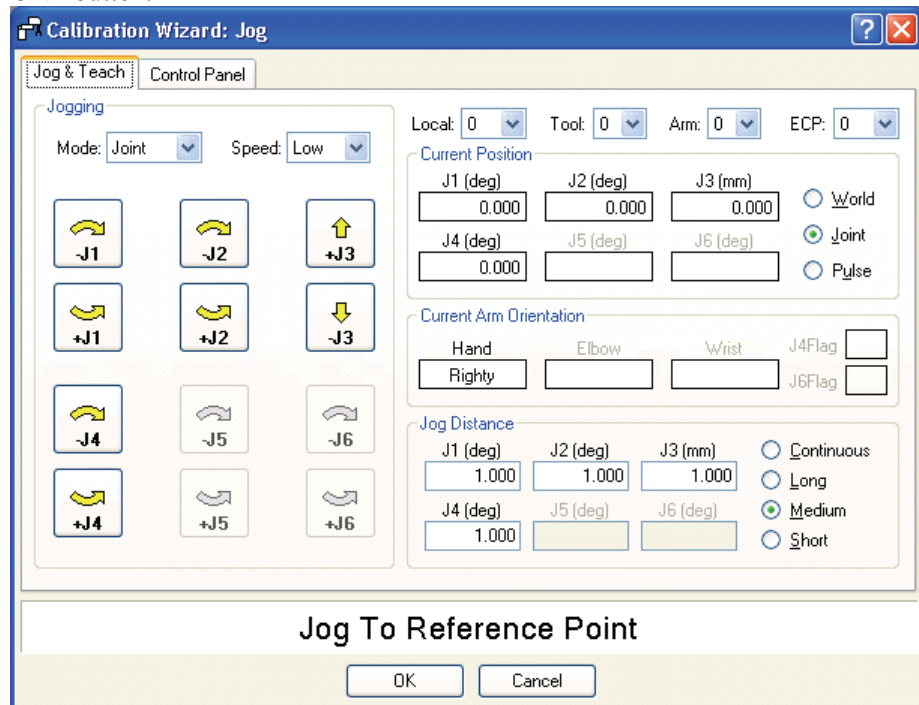 Calibration Wizard: Jog
Jog & Teach Control Panel
Jogging
Mode: Joint Speed: Low
-J1 -J2 +J3
+J1 +J2 -J3
-J4 -J5 -J6
+J4 +J5 +J6
Local: 0 Tool: 0 Arm: 0 ECP: 0
Current Position
J1 (deg) J2 (deg) J3 (mm)
0.000 0.000 0.000
J4 (deg) J5 (deg) J6 (deg)
0.000
World
Joint
Pulse
Current Arm Orientation
Hand Elbow Wrist J4Flag
Righty J6Flag
Jog Distance
J1 (deg) J2 (deg) J3 (mm)
1.000 1.000 1.000
J4 (deg) J5 (deg) J6 (deg)
1.000
Continuous
Long
Medium
Short
Jog To Reference Point
OK Cancel